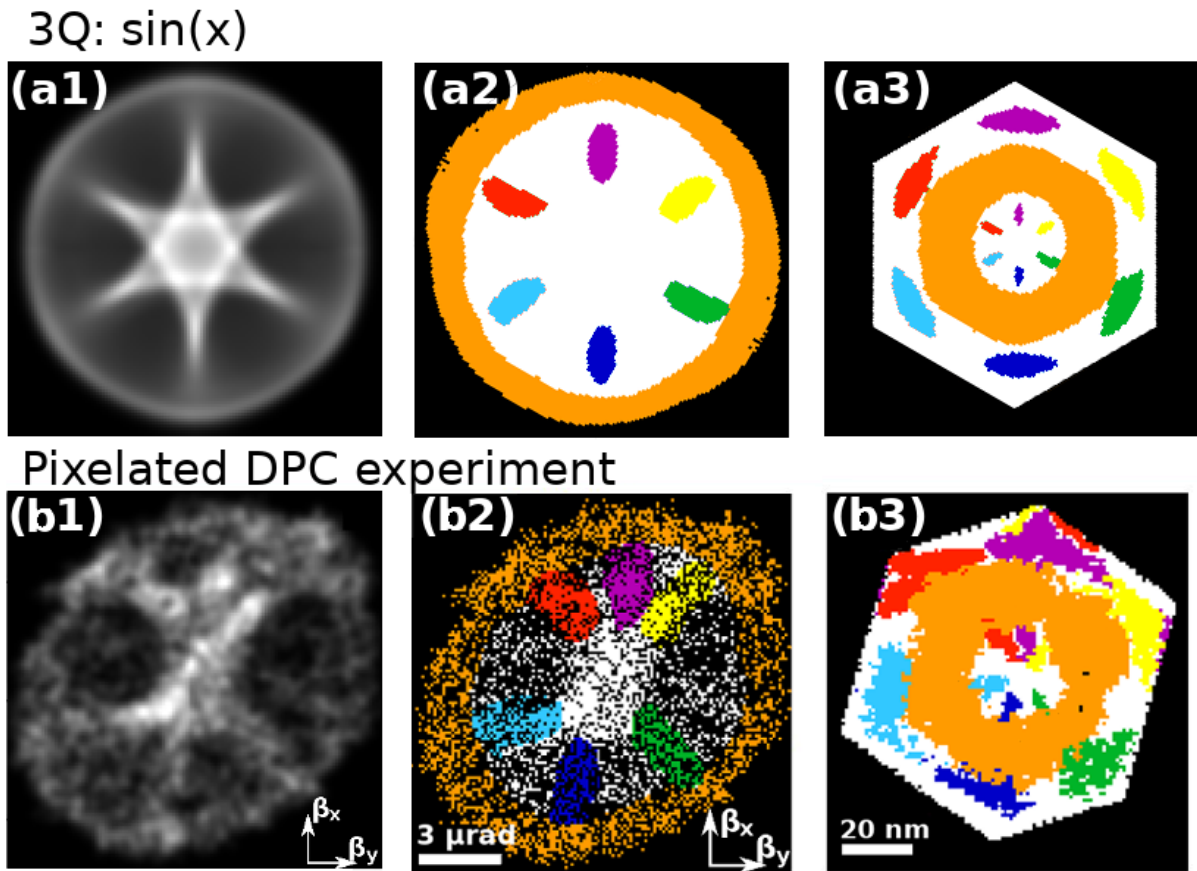 3Q: sin(x)
(a1)
(a2)
(a3)
Pixelated DPC experiment
(b1)
(b2)
(b3)
βx
βy
3 μrad
βx
βy
20 nm